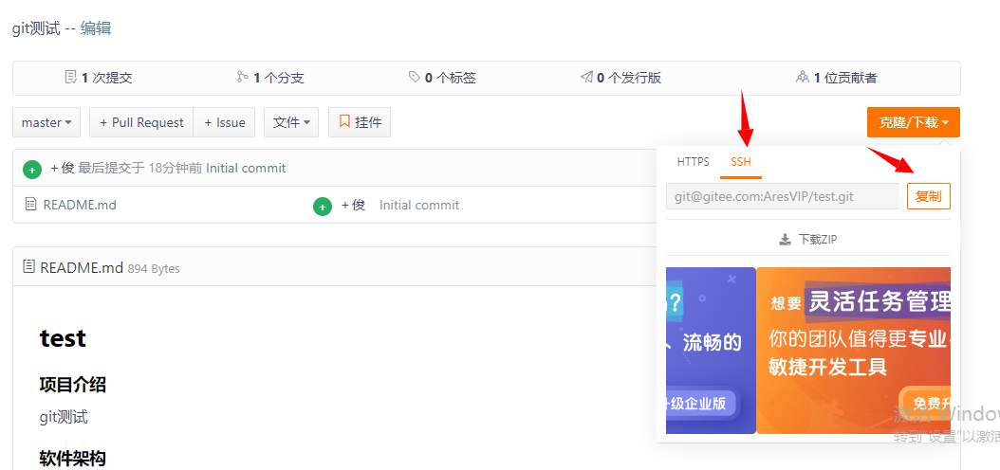 git测试 -- 编辑
1 次提交 1 个分支 0 个标签 0 个发行版 1 位贡献者
master + Pull Request + Issue 文件 挂件 克隆/下载
+ 俊 最后提交于 18分钟前 Initial commit
HTTPS SSH
git@gitee.com:AresVIP/test.git 复制
README.md + 俊 Initial commit
下载ZIP
README.md 894 Bytes
?
想要 灵活任务管理
test
、流畅的
你的团队值得更专业
敏捷开发工具
项目介绍
级企业版
免费升
git测试
激活 Window
转到"设置"以激活
软件架构